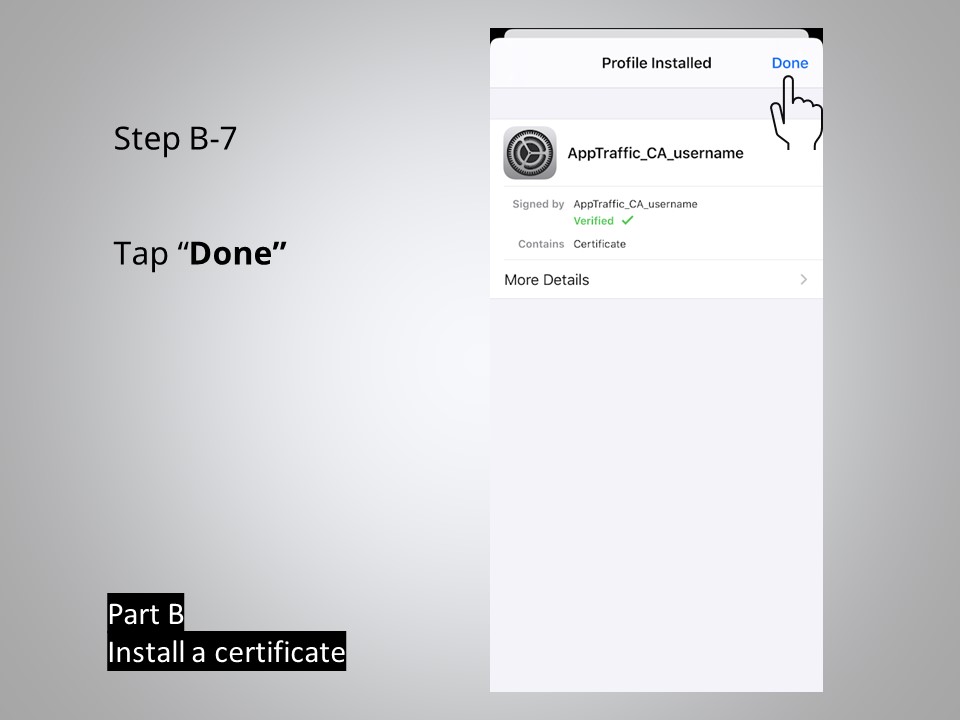 Step B-7
Tap “Done”
Part B
Install a certificate
Profile Installed
Done
AppTraffic_CA_username
Signed by AppTraffic_CA_username
Verified ✓
Contains Certificate
More Details